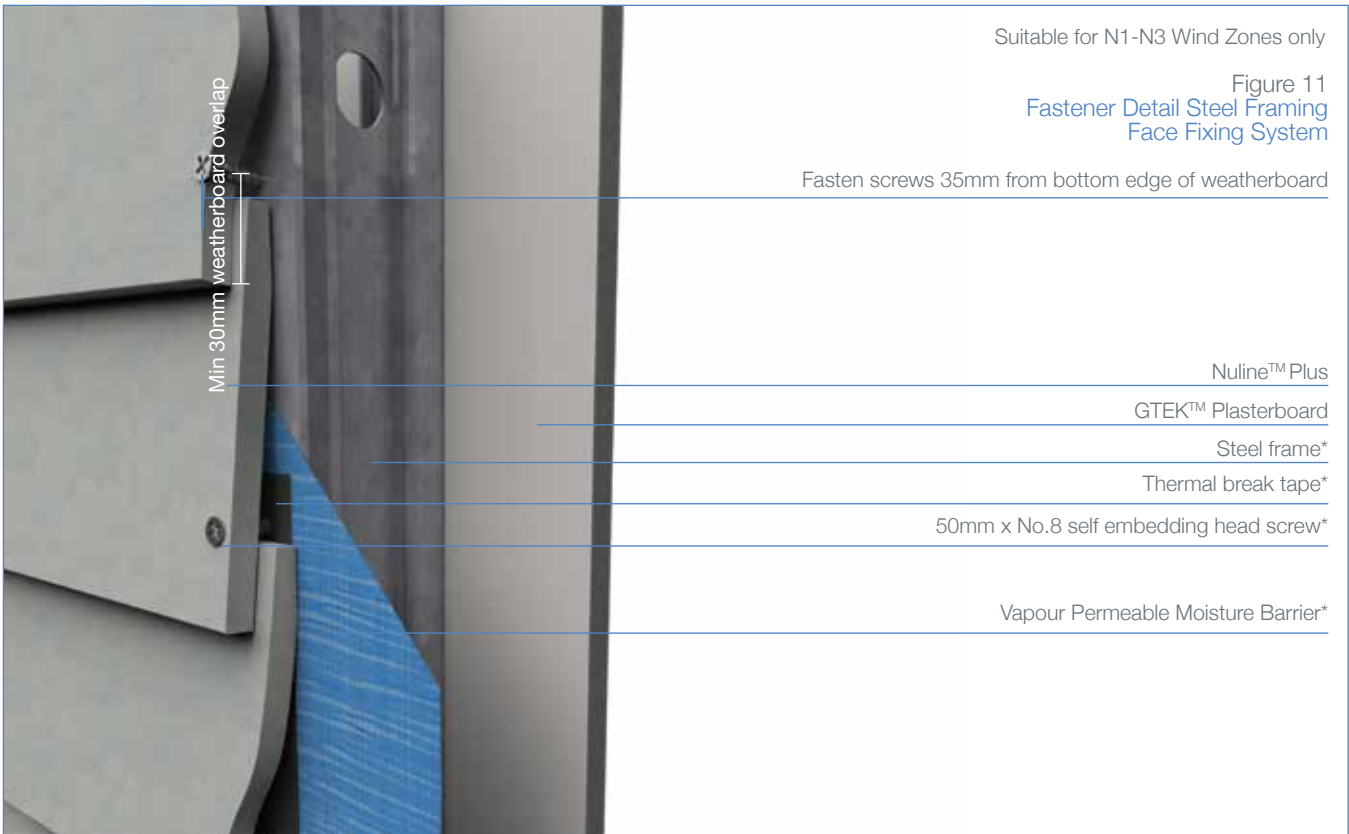 Suitable for N1-N3 Wind Zones only
Figure 11
Fastener Detail Steel Framing
Face Fixing System
Min 30mm weatherboard overlap
Fasten screws 35mm from bottom edge of weatherboard
Nuline™ Plus
GTEK™ Plasterboard
Steel frame*
Thermal break tape*
50mm x No.8 self embedding head screw*
Vapour Permeable Moisture Barrier*